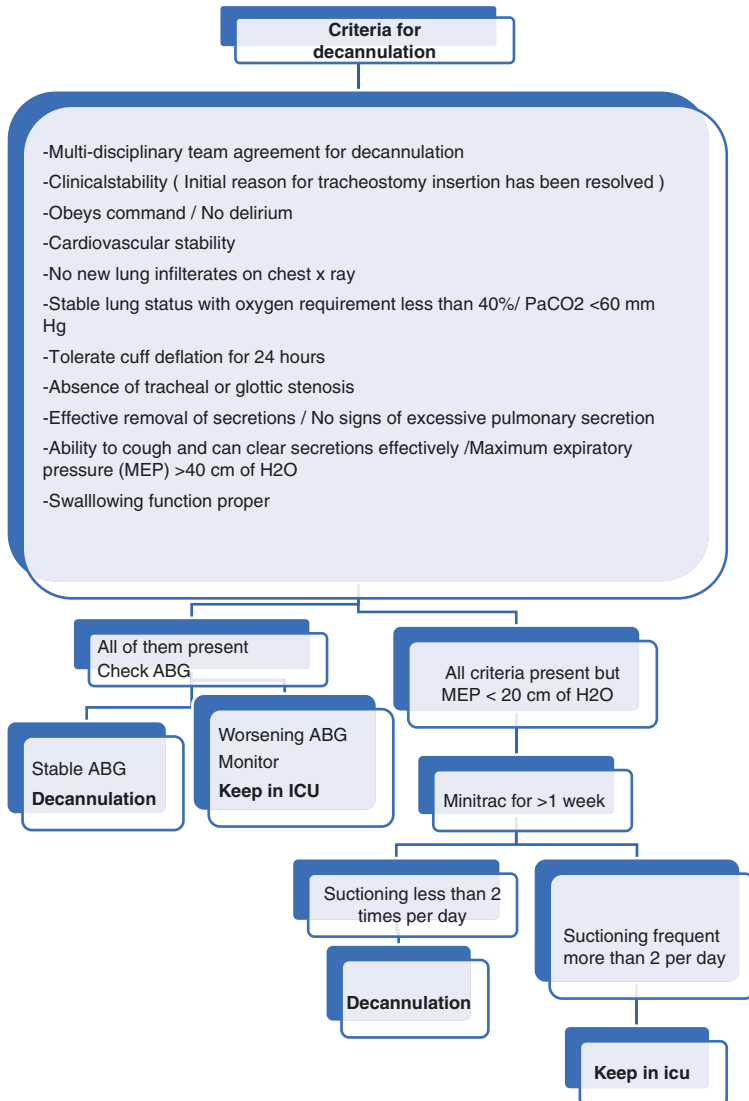 Criteria for
decannulation
-Multi-disciplinary team agreement for decannulation
-Clinicalstability ( Initial reason for tracheostomy insertion has been resolved )
-Obeys command / No delirium
-Cardiovascular stability
-No new lung infilterates on chest x ray
-Stable lung status with oxygen requirement less than 40%/ PaCO2 <60 mm
Hg
-Tolerate cuff deflation for 24 hours
-Absence of tracheal or glottic stenosis
-Effective removal of secretions / No signs of excessive pulmonary secretion
-Ability to cough and can clear secretions effectively /Maximum expiratory
pressure (MEP) >40 cm of H2O
-Swalllowing function proper
All of them present
Check ABG
All criteria present but
MEP < 20 cm of H2O
Stable ABG
Decannulation
Worsening ABG
Monitor
Keep in ICU
Minitrac for >1 week
Suctioning less than 2
times per day
Suctioning frequent
more than 2 per day
Decannulation
Keep in icu